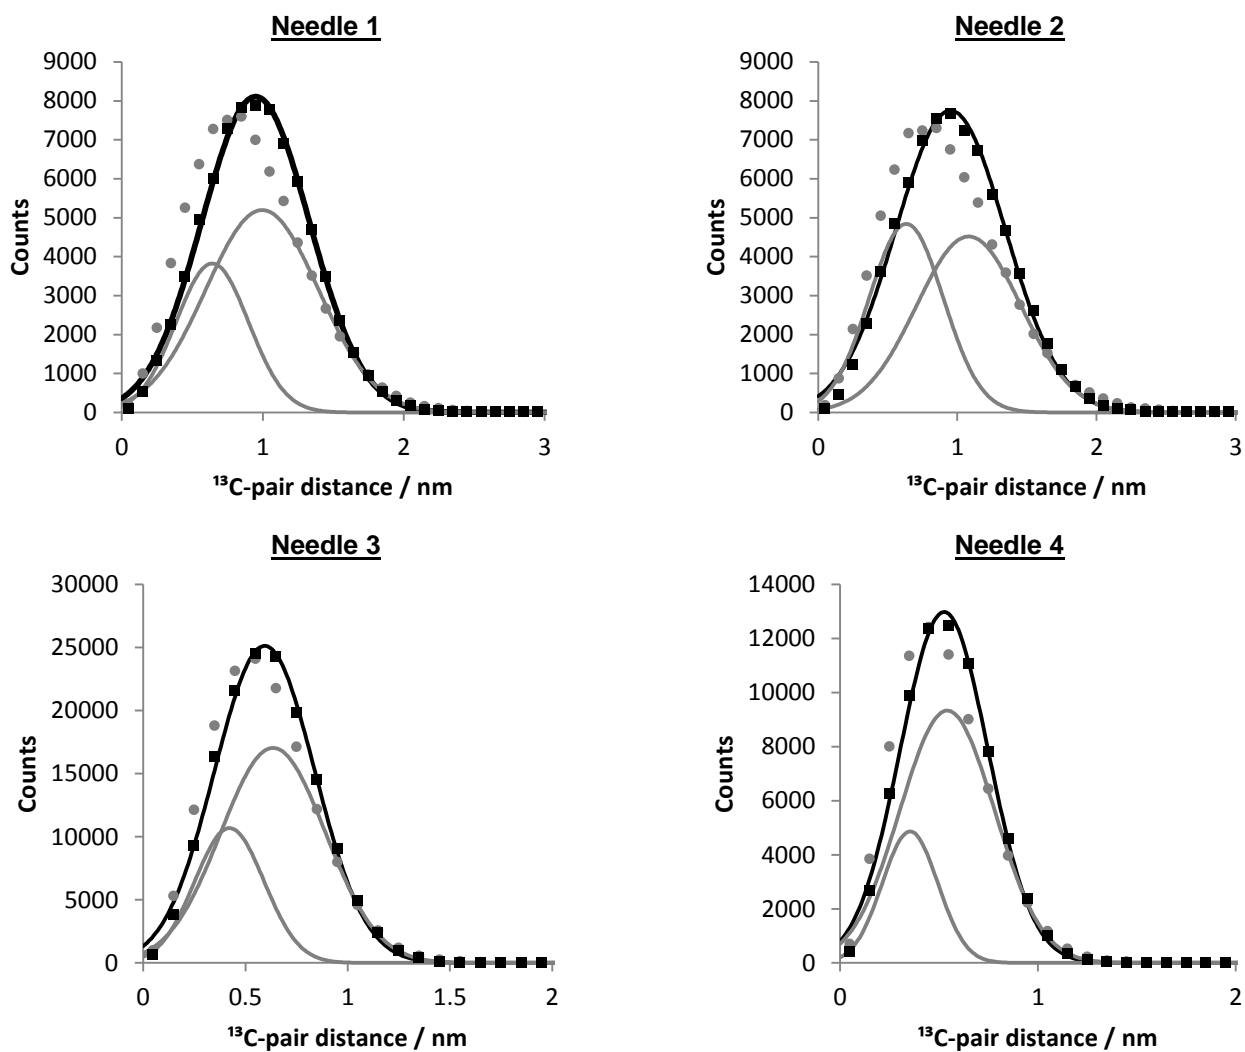 Needle 1
9000
8000
7000
6000
5000
4000
3000
2000
1000
0
Counts
0 1 2 3
¹³C-pair distance / nm
Needle 2
9000
8000
7000
6000
5000
4000
3000
2000
1000
0
Counts
0 1 2 3
¹³C-pair distance / nm
Needle 3
30000
25000
20000
15000
10000
5000
0
Counts
0 0.5 1 1.5 2
¹³C-pair distance / nm
Needle 4
14000
12000
10000
8000
6000
4000
2000
0
Counts
0 1 2
¹³C-pair distance / nm